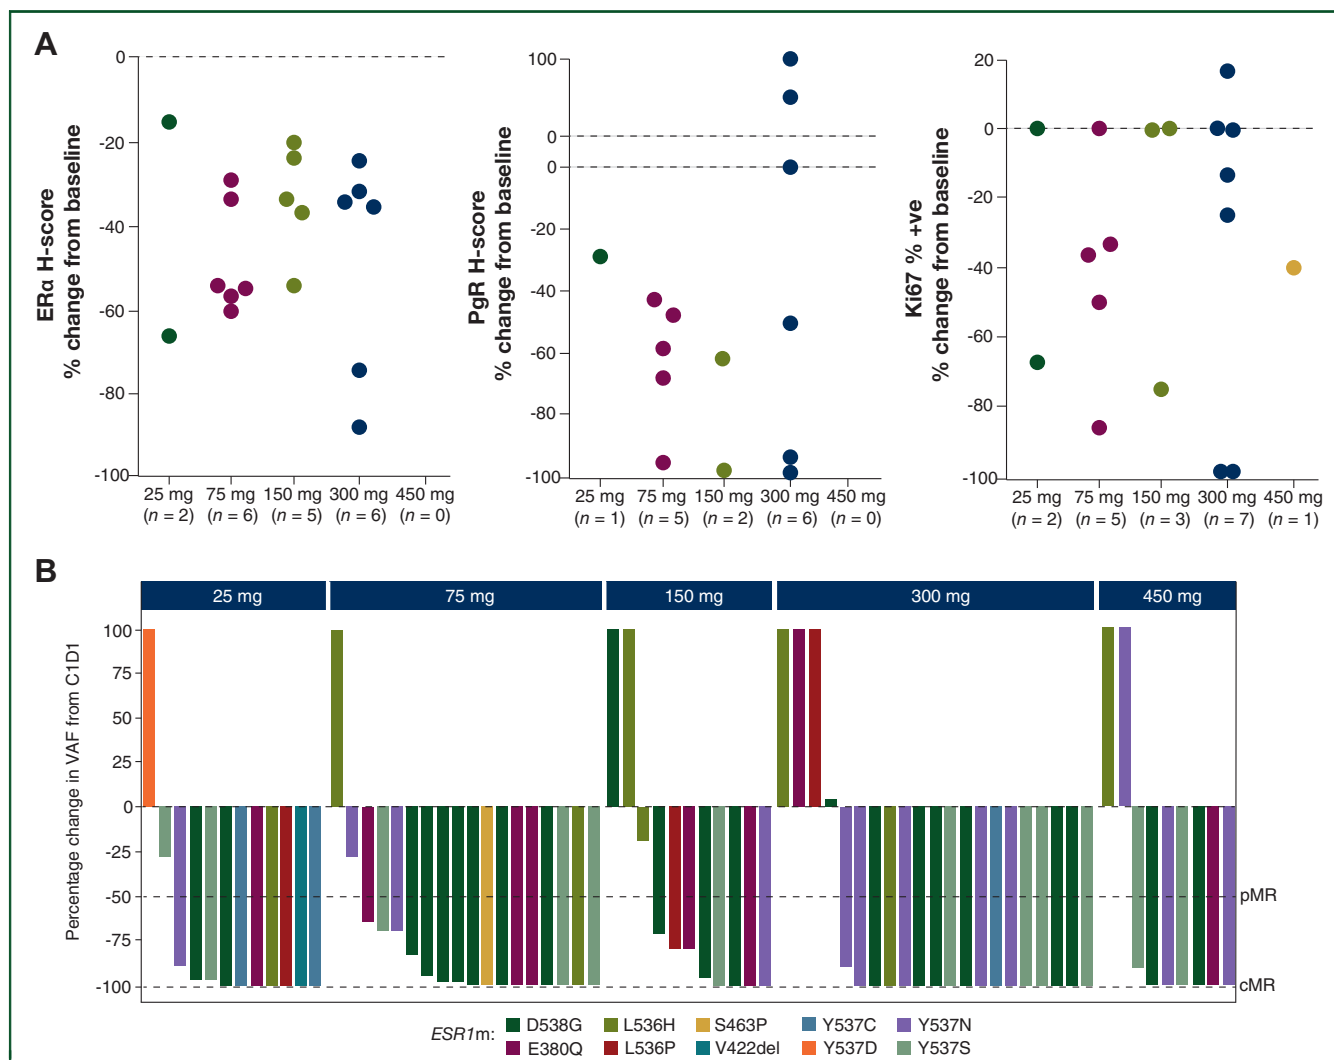 A
ERα H-score
% change from baseline
0
-20
-40
-60
-80
-100
25 mg 75 mg 150 mg 300 mg 450 mg
(n = 2) (n = 6) (n = 5) (n = 6) (n = 0)
PgR H-score
% change from baseline
100
0
0
-20
-40
-60
-80
-100
25 mg 75 mg 150 mg 300 mg 450 mg
(n = 1) (n = 5) (n = 2) (n = 6) (n = 0)
Ki67 % +ve
% change from baseline
20
0
-20
-40
-60
-80
-100
25 mg 75 mg 150 mg 300 mg 450 mg
(n = 2) (n = 5) (n = 3) (n = 7) (n = 1)
B
25 mg 75 mg 150 mg 300 mg 450 mg
Percentage change in VAF from C1D1
100
75
50
25
0
-25
-50
-75
-100
pMR
cMR
ESR1m: D538G L536H S463P Y537C Y537N
E380Q L536P V422del Y537D Y537S